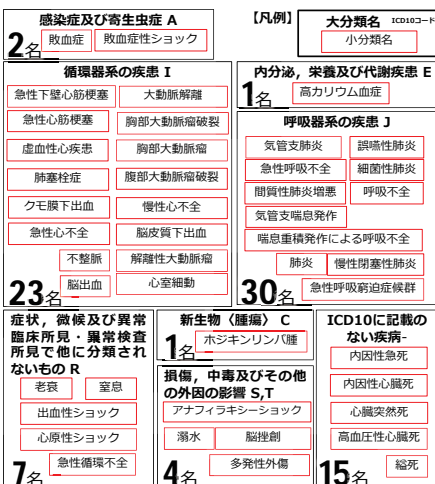 感染症及び寄生虫症 A
敗血症
敗血症性ショック
2名
【凡例】
大分類名 ICD10コード
小分類名
循環器系の疾患 I
急性下壁心筋梗塞
大動脈解離
急性心筋梗塞
胸部大動脈瘤破裂
虚血性心疾患
胸部大動脈瘤
肺塞栓症
腹部大動脈瘤破裂
クモ膜下出血
慢性心不全
急性心不全
脳皮質下出血
不整脈
解離性大動脈瘤
脳出血
心室細動
23名
内分泌，栄養及び代謝疾患 E
1名
高カリウム血症
呼吸器系の疾患 J
気管支肺炎
誤嚥性肺炎
急性呼吸不全
細菌性肺炎
間質性肺炎増悪
呼吸不全
気管支喘息発作
喘息重積発作による呼吸不全
肺炎
慢性閉塞性肺炎
急性呼吸窮迫症候群
30名
症状，微候及び異常
臨床所見・異常検査
所見で他に分類され
ないもの R
老衰
窒息
出血性ショック
心原性ショック
急性循環不全
7名
新生物〈腫瘍〉 C
1名
ホジキンリンパ腫
損傷，中毒及びその他
の外因の影響 S,T
アナフィラキシーショック
溺水
脳挫創
多発性外傷
4名
ICD10に記載の
ない疾病-
内因性急死
内因性心臓死
心臓突然死
高血圧性心臓死
縊死
15名